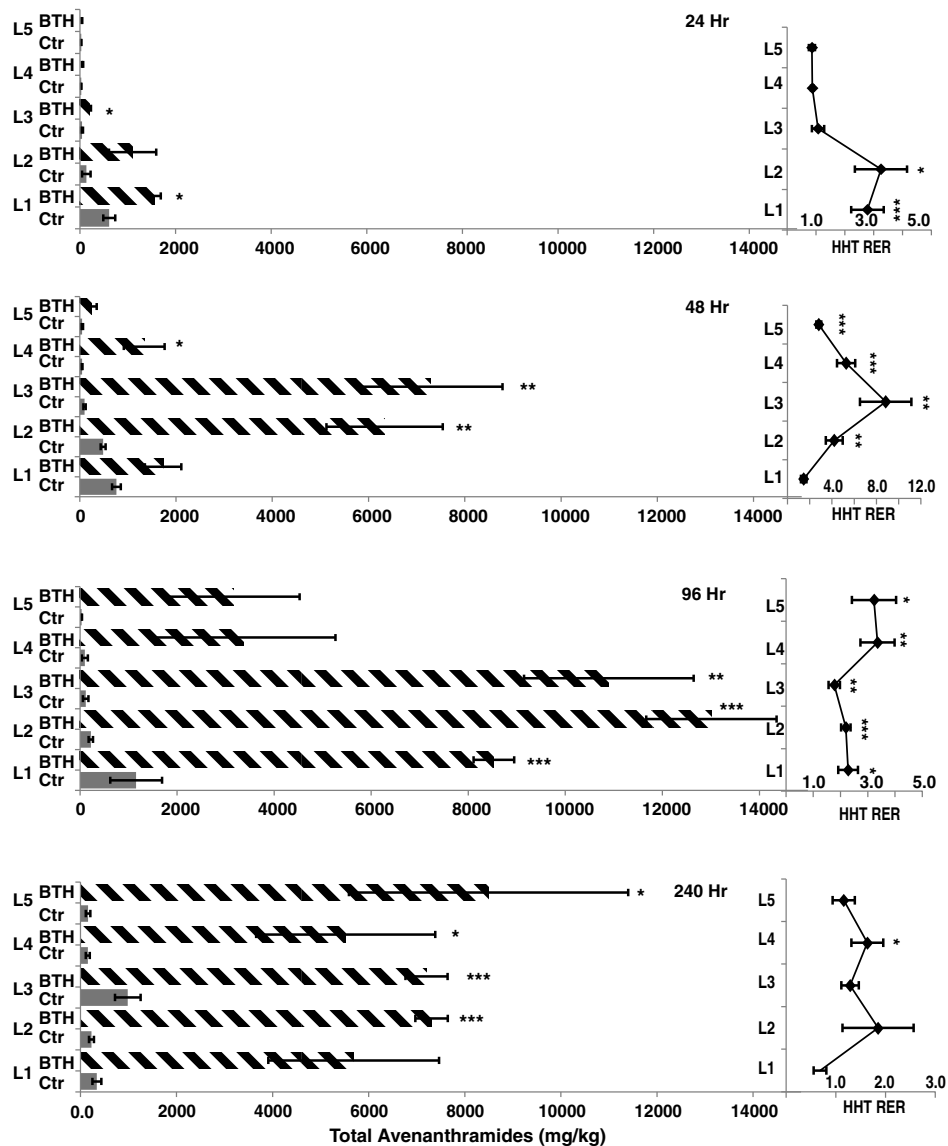 24 Hr
L5 BTH
Ctr
L4 BTH
Ctr
L3 BTH *
Ctr
L2 BTH
Ctr
L1 BTH *
Ctr
0 2000 4000 6000 8000 10000 12000 14000
L5
L4
L3
L2 *
L1 ***
1.0 3.0 5.0
HHT RER
48 Hr
L5 BTH
Ctr
L4 BTH *
Ctr
L3 BTH **
Ctr
L2 BTH **
Ctr
L1 BTH
Ctr
0 2000 4000 6000 8000 10000 12000 14000
L5 ***
L4 ***
L3 **
L2 **
L1
4.0 8.0 12.0
HHT RER
96 Hr
L5 BTH
Ctr
L4 BTH
Ctr
L3 BTH **
Ctr
L2 BTH ***
Ctr
L1 BTH ***
Ctr
0 2000 4000 6000 8000 10000 12000 14000
L5 *
L4 **
L3 **
L2 ***
L1 *
1.0 3.0 5.0
HHT RER
240 Hr
L5 BTH *
Ctr
L4 BTH *
Ctr
L3 BTH ***
Ctr
L2 BTH ***
Ctr
L1 BTH
Ctr
0.0 2000 4000 6000 8000 10000 12000 14000
Total Avenanthramides (mg/kg)
L5
L4 *
L3
L2
L1
1.0 2.0 3.0
HHT RER